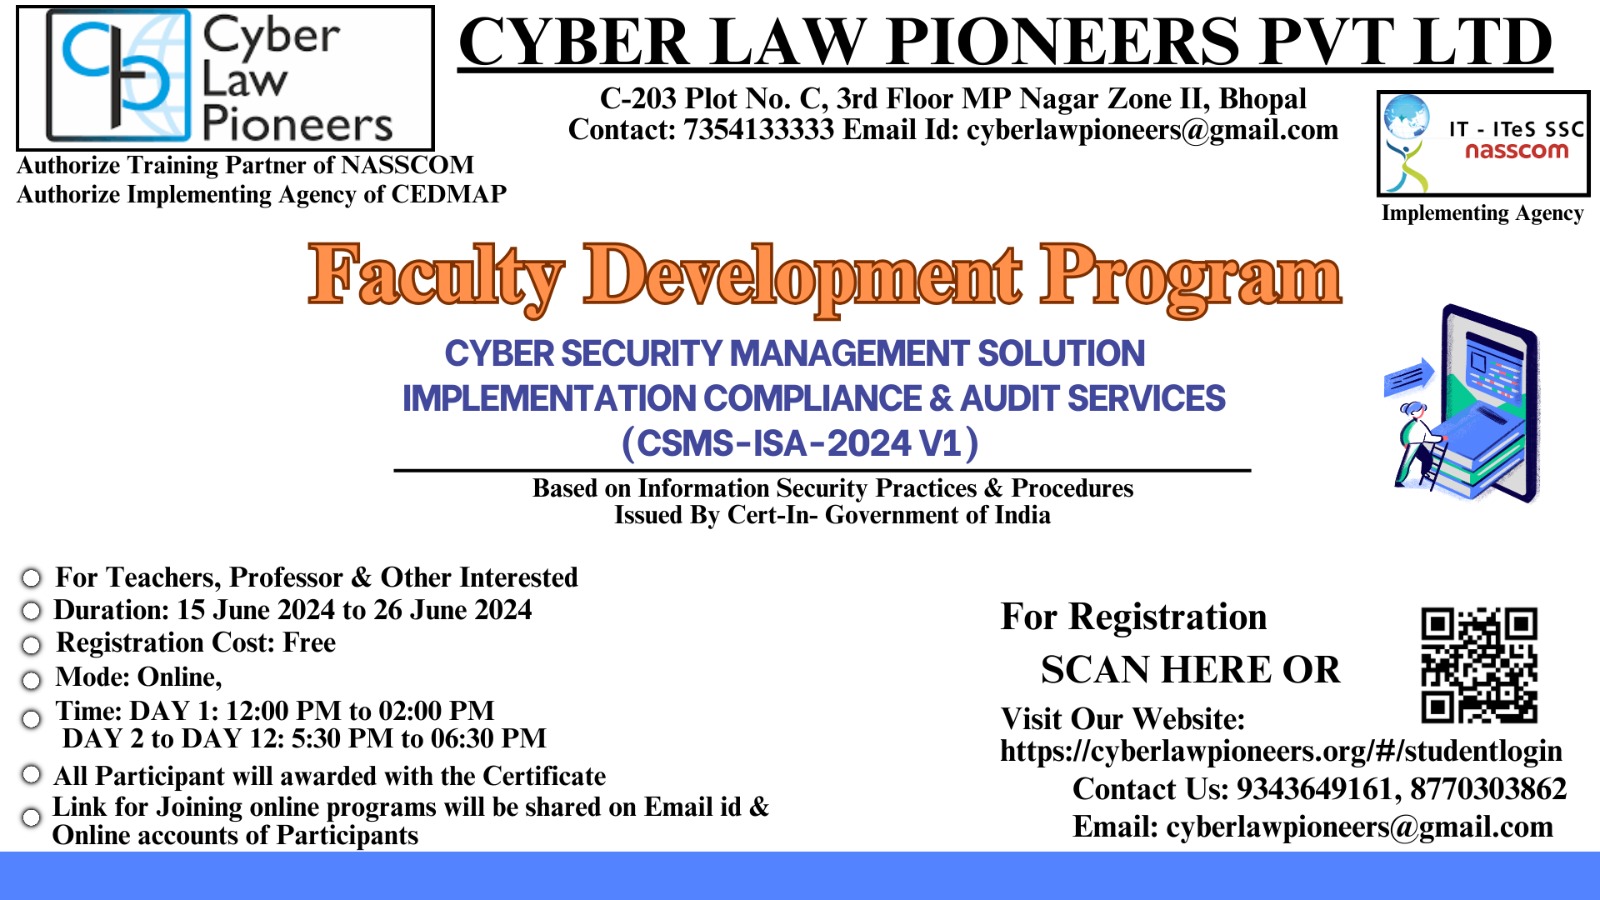 Cyber
Law
Pioneers
CYBER LAW PIONEERS PVT LTD
C-203 Plot No. C, 3rd Floor MP Nagar Zone II, Bhopal
Contact: 7354133333 Email Id: cyberlawpioneers@gmail.com
IT - ITeS SSC
nasscom
Authorize Training Partner of NASSCOM
Authorize Implementing Agency of CEDMAP
Implementing Agency
Faculty Development Program
CYBER SECURITY MANAGEMENT SOLUTION
IMPLEMENTATION COMPLIANCE & AUDIT SERVICES
(CSMS-ISA-2024 V1)
Based on Information Security Practices & Procedures
Issued By Cert-In- Government of India
For Teachers, Professor & Other Interested
Duration: 15 June 2024 to 26 June 2024
Registration Cost: Free
Mode: Online,
Time: DAY 1: 12:00 PM to 02:00 PM
DAY 2 to DAY 12: 5:30 PM to 06:30 PM
All Participant will awarded with the Certificate
Link for Joining online programs will be shared on Email id &
Online accounts of Participants
For Registration
SCAN HERE OR
Visit Our Website:
https://cyberlawpioneers.org/#/studentlogin
Contact Us: 9343649161, 8770303862
Email: cyberlawpioneers@gmail.com